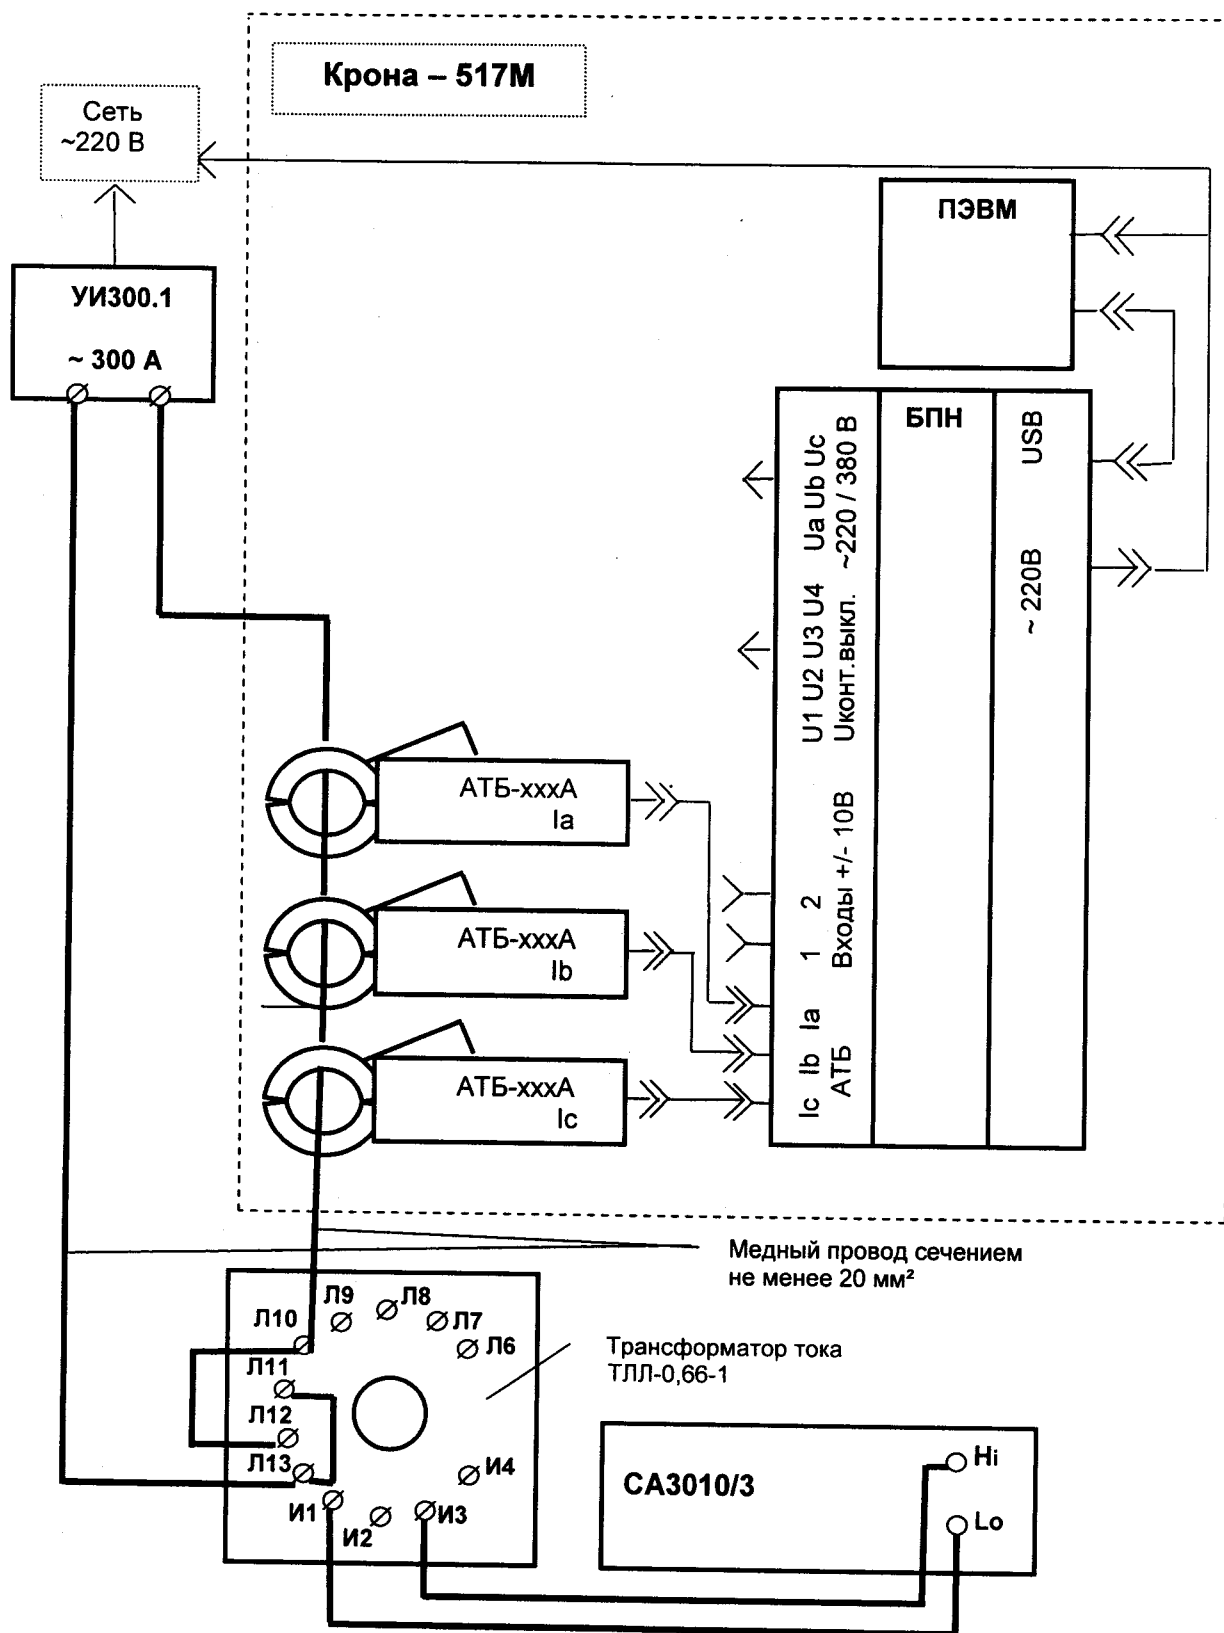 Крона – 517М
Сеть
~220 В
ПЭВМ
УИ300.1
~ 300 А
БПН
USB
~ 220В
Ua Ub Uc
~220 / 380 В
U1 U2 U3 U4
Uконт.выкл.
1 2
Входы +/- 10В
Ic Ib Ia
АТБ
АТБ-xxxА
Ia
АТБ-xxxА
Ib
АТБ-xxxА
Ic
Медный провод сечением
не менее 20 мм²
Л10
Л9
Л8
Л7
Л6
Л11
Л12
Л13
И1
И2
И3
И4
Трансформатор тока
ТЛЛ-0,66-1
СА3010/3
Hi
Lo